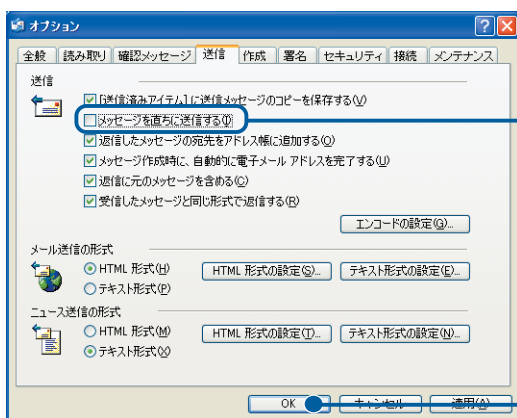 オプション
全般 読み取り 確認メッセージ 送信 作成 署名 セキュリティ 接続 メンテナンス
送信
[送信済みアイテム]に送信メッセージのコピーを保存する(V)
メッセージを直ちに送信する(I)
返信したメッセージの宛先をアドレス帳に追加する(O)
メッセージ作成時に、自動的に電子メール アドレスを完了する(U)
返信に元のメッセージを含める(C)
受信したメッセージと同じ形式で返信する(R)
エンコードの設定(G)...
メール送信の形式
HTML 形式(H) HTML 形式の設定(S)... テキスト形式の設定(E)...
テキスト形式(P)
ニュース送信の形式
HTML 形式(M) HTML 形式の設定(T)... テキスト形式の設定(N)...
テキスト形式(X)
OK キャンセル 適用(A)